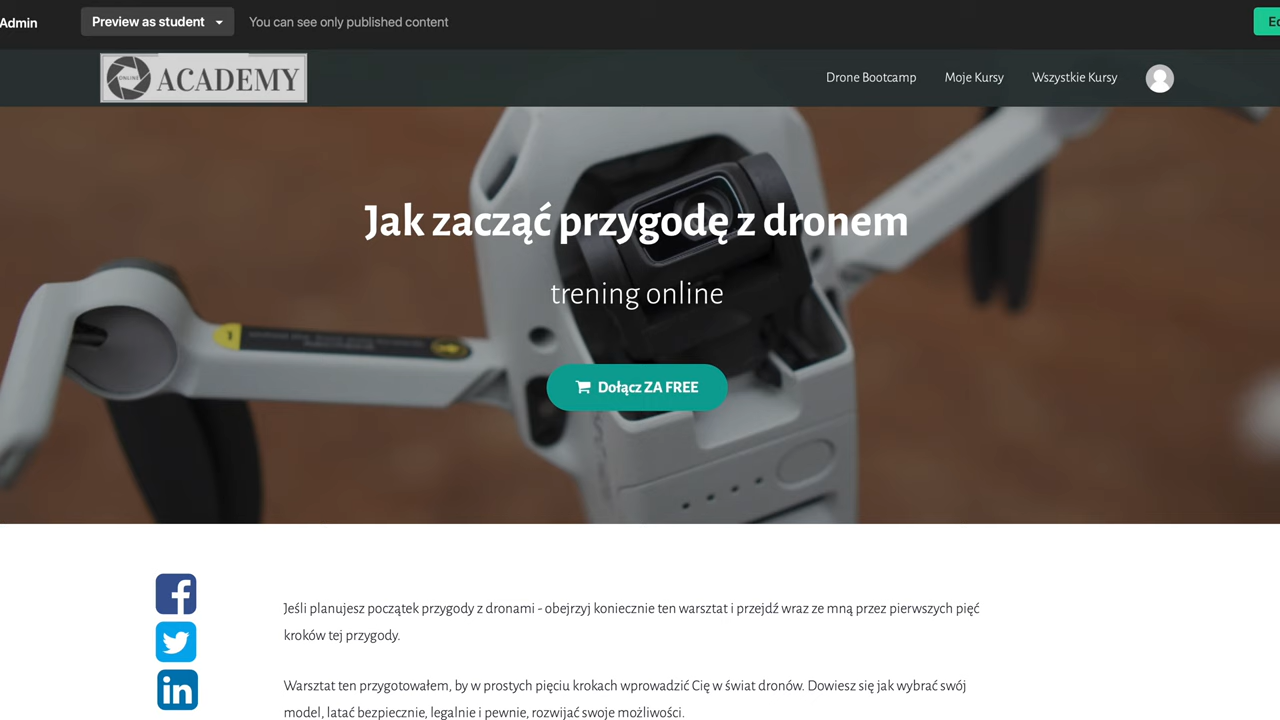 Admin
Preview as student
You can see only published content
ONLINE
ACADEMY
Drone Bootcamp
Moje Kursy
Wszystkie Kursy
Jak zacząć przygodę z dronem
trening online
Dołącz ZA FREE
Jeśli planujesz początek przygody z dronami - obejrzyj koniecznie ten warsztat i przejdź wraz ze mną przez pierwszych pięć
kroków tej przygody.
Warsztat ten przygotowałem, by w prostych pięciu krokach wprowadzić Cię w świat dronów. Dowiesz się jak wybrać swój
model, latać bezpiecznie, legalnie i pewnie, rozwijać swoje możliwości.